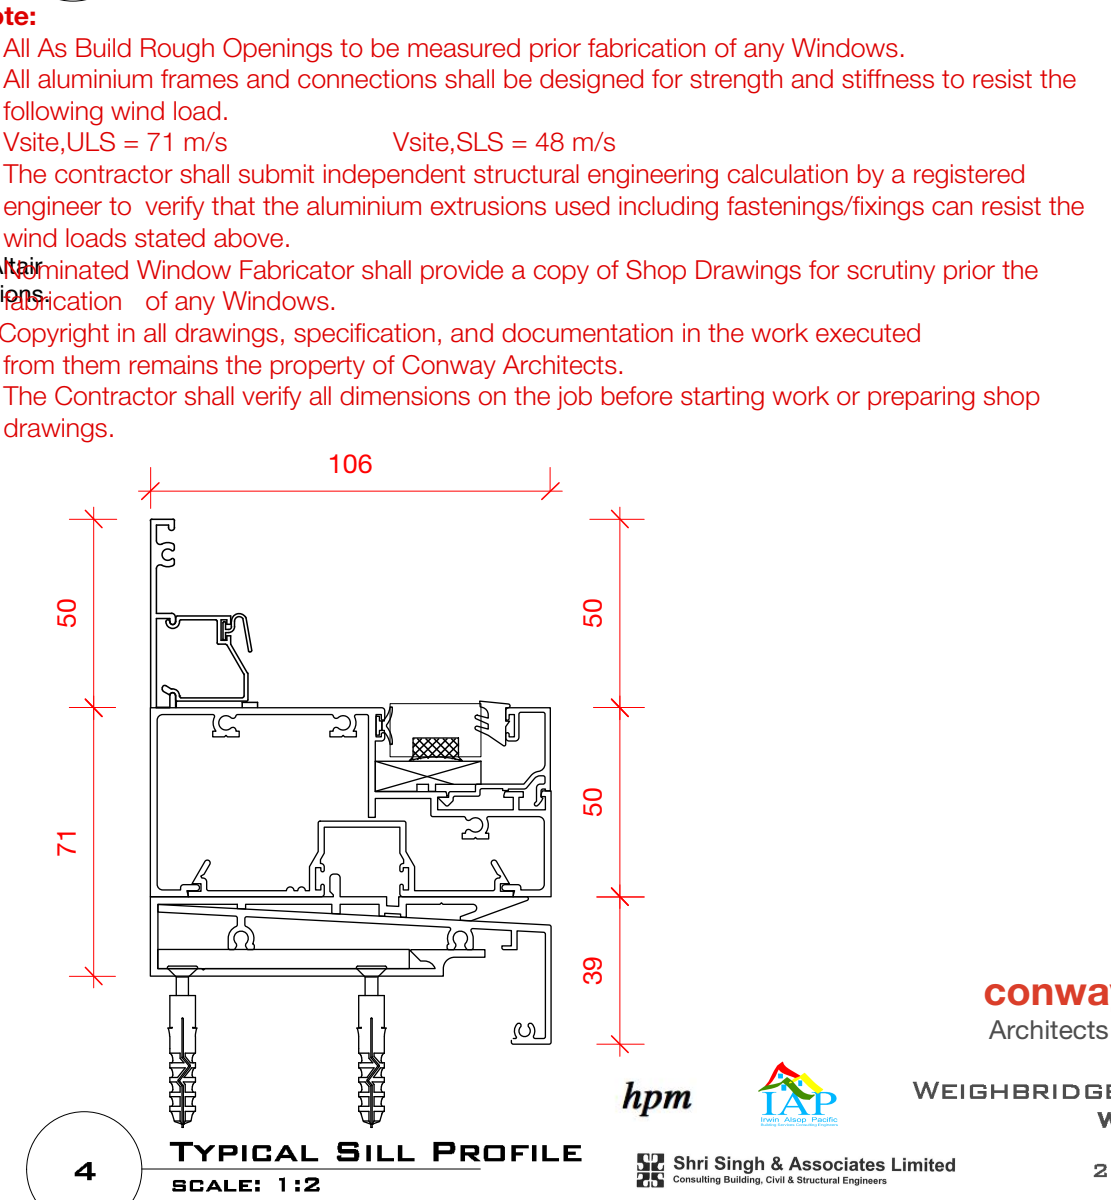 ote:
All As Build Rough Openings to be measured prior fabrication of any Windows.
All aluminium frames and connections shall be designed for strength and stiffness to resist the
following wind load.
Vsite,ULS = 71 m/s Vsite,SLS = 48 m/s
The contractor shall submit independent structural engineering calculation by a registered
engineer to verify that the aluminium extrusions used including fastenings/fixings can resist the
wind loads stated above.
Altair
Nominated Window Fabricator shall provide a copy of Shop Drawings for scrutiny prior the
ions.
fabrication of any Windows.
Copyright in all drawings, specification, and documentation in the work executed
from them remains the property of Conway Architects.
The Contractor shall verify all dimensions on the job before starting work or preparing shop
drawings.
106
50
50
71
50
39
conway
Architects
hpm
IAP
Irwin Alsop Pacific
Building Services Consulting Engineers
WEIGHBRIDGE
W
4
TYPICAL SILL PROFILE
SCALE: 1:2
Shri Singh & Associates Limited
Consulting Building, Civil & Structural Engineers
2